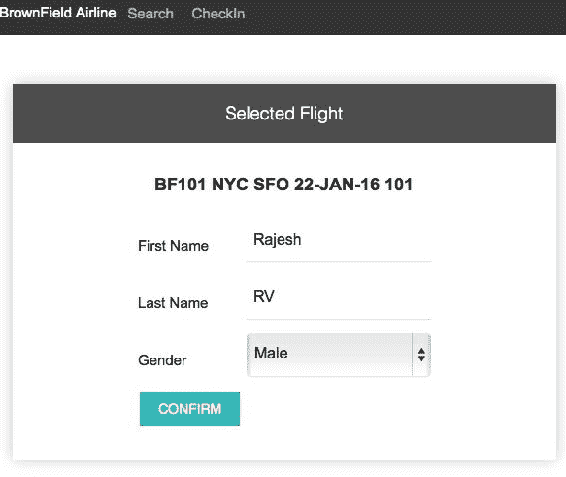 BrownField Airline Search CheckIn
Selected Flight
BF101 NYC SFO 22-JAN-16 101
First Name Rajesh
Last Name RV
Gender Male
CONFIRM